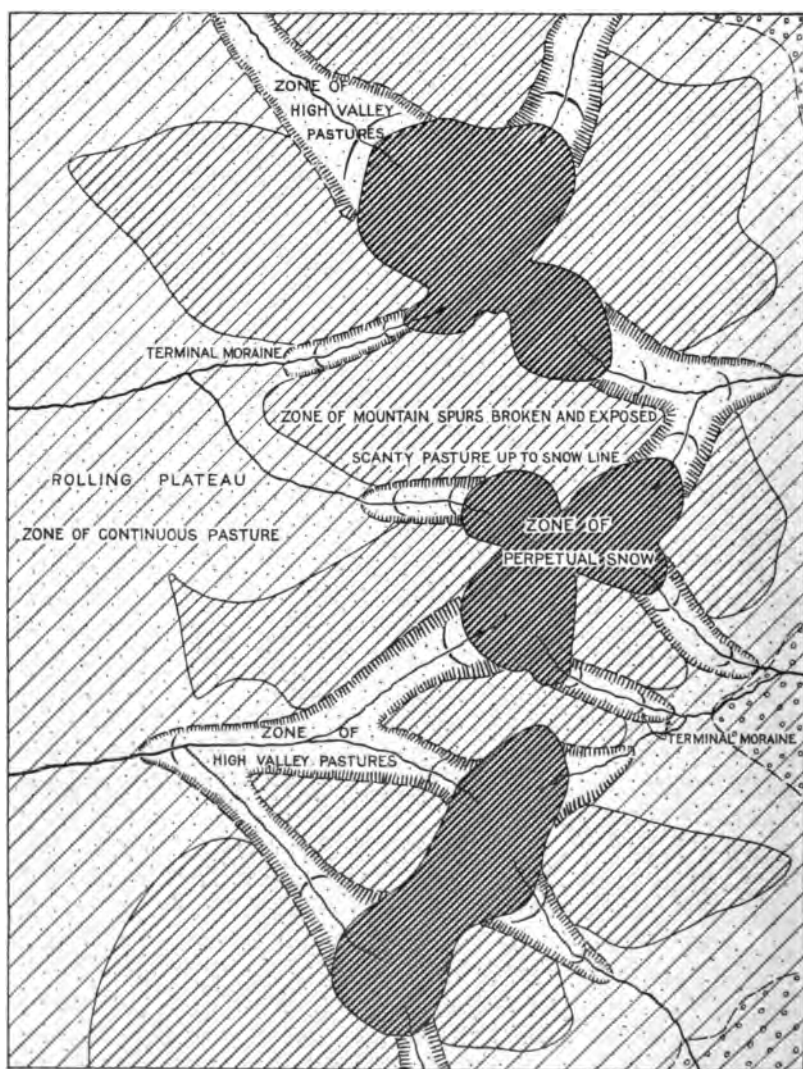 ZONE OF
HIGH VALLEY
PASTURES
TERMINAL MORAINE
ZONE OF MOUNTAIN SPURS BROKEN AND EXPOSED
SCANTY PASTURE UP TO SNOW LINE
ROLLING PLATEAU
ZONE OF CONTINUOUS PASTURE
ZONE OF
PERPETUAL SNOW
ZONE OF
HIGH VALLEY PASTURES
TERMINAL MORAINE